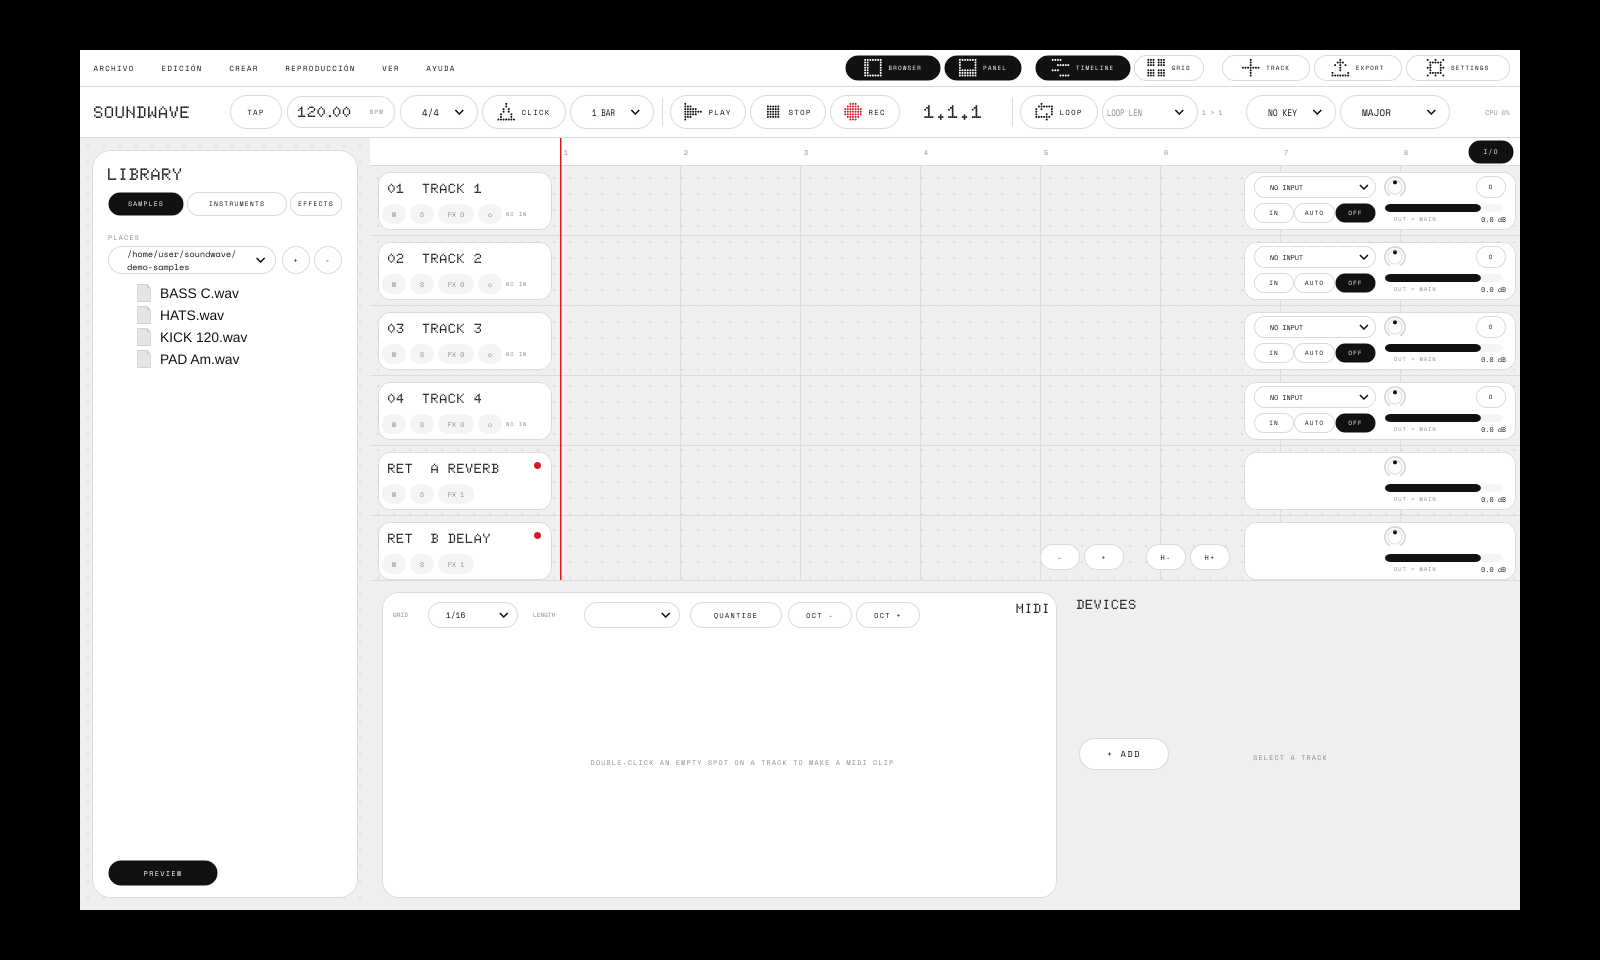 ARCHIVO EDICIÓN CREAR REPRODUCCIÓN VER AYUDA BROWSER PANEL TIMELINE GRID TRACK EXPORT SETTINGS
SOUNDWAVE TAP 120.00 BPM 4/4 CLICK 1 BAR PLAY STOP REC 1.1.1 LOOP LOOP LEN 1 > 1 NO KEY MAJOR CPU 0%
LIBRARY
SAMPLES INSTRUMENTS EFFECTS
PLACES
/home/user/soundwave/
demo-samples
+ -
BASS C.wav
HATS.wav
KICK 120.wav
PAD Am.wav
PREVIEW
1 2 3 4 5 6 7 8 I/O
01 TRACK 1
M S FX 0 o NO IN
NO INPUT O
IN AUTO OFF
OUT > MAIN 0.0 dB
02 TRACK 2
M S FX 0 o NO IN
NO INPUT O
IN AUTO OFF
OUT > MAIN 0.0 dB
03 TRACK 3
M S FX 0 o NO IN
NO INPUT O
IN AUTO OFF
OUT > MAIN 0.0 dB
04 TRACK 4
M S FX 0 o NO IN
NO INPUT O
IN AUTO OFF
OUT > MAIN 0.0 dB
RET A REVERB
M S FX 1
OUT > MAIN 0.0 dB
RET B DELAY
M S FX 1
- + H- H+
OUT > MAIN 0.0 dB
GRID 1/16 LENGTH QUANTISE OCT - OCT + MIDI
DOUBLE-CLICK AN EMPTY SPOT ON A TRACK TO MAKE A MIDI CLIP
DEVICES
+ ADD
SELECT A TRACK